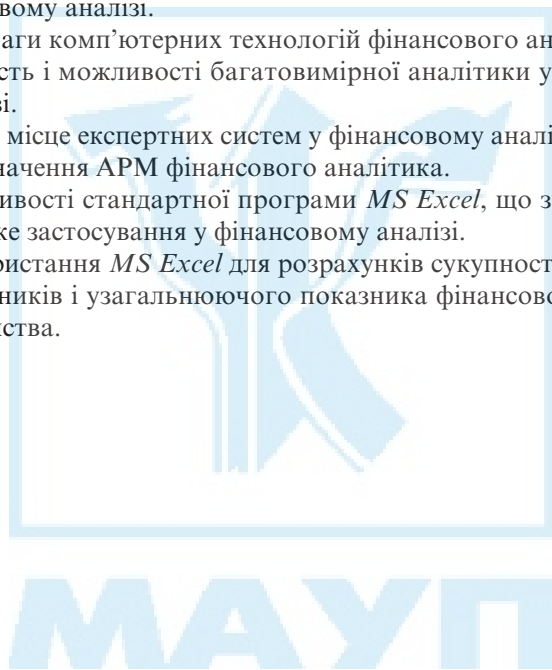 вому аналізі.
аги комп’ютерних технологій фінансового ан
ість і можливості багатовимірної аналітики у
зі.
місце експертних систем у фінансовому аналі
начення АРМ фінансового аналітика.
ивості стандартної програми MS Excel, що з
ке застосування у фінансовому аналізі.
ристання MS Excel для розрахунків сукупност
ників і узагальнюючого показника фінансово
ства.
МАУП